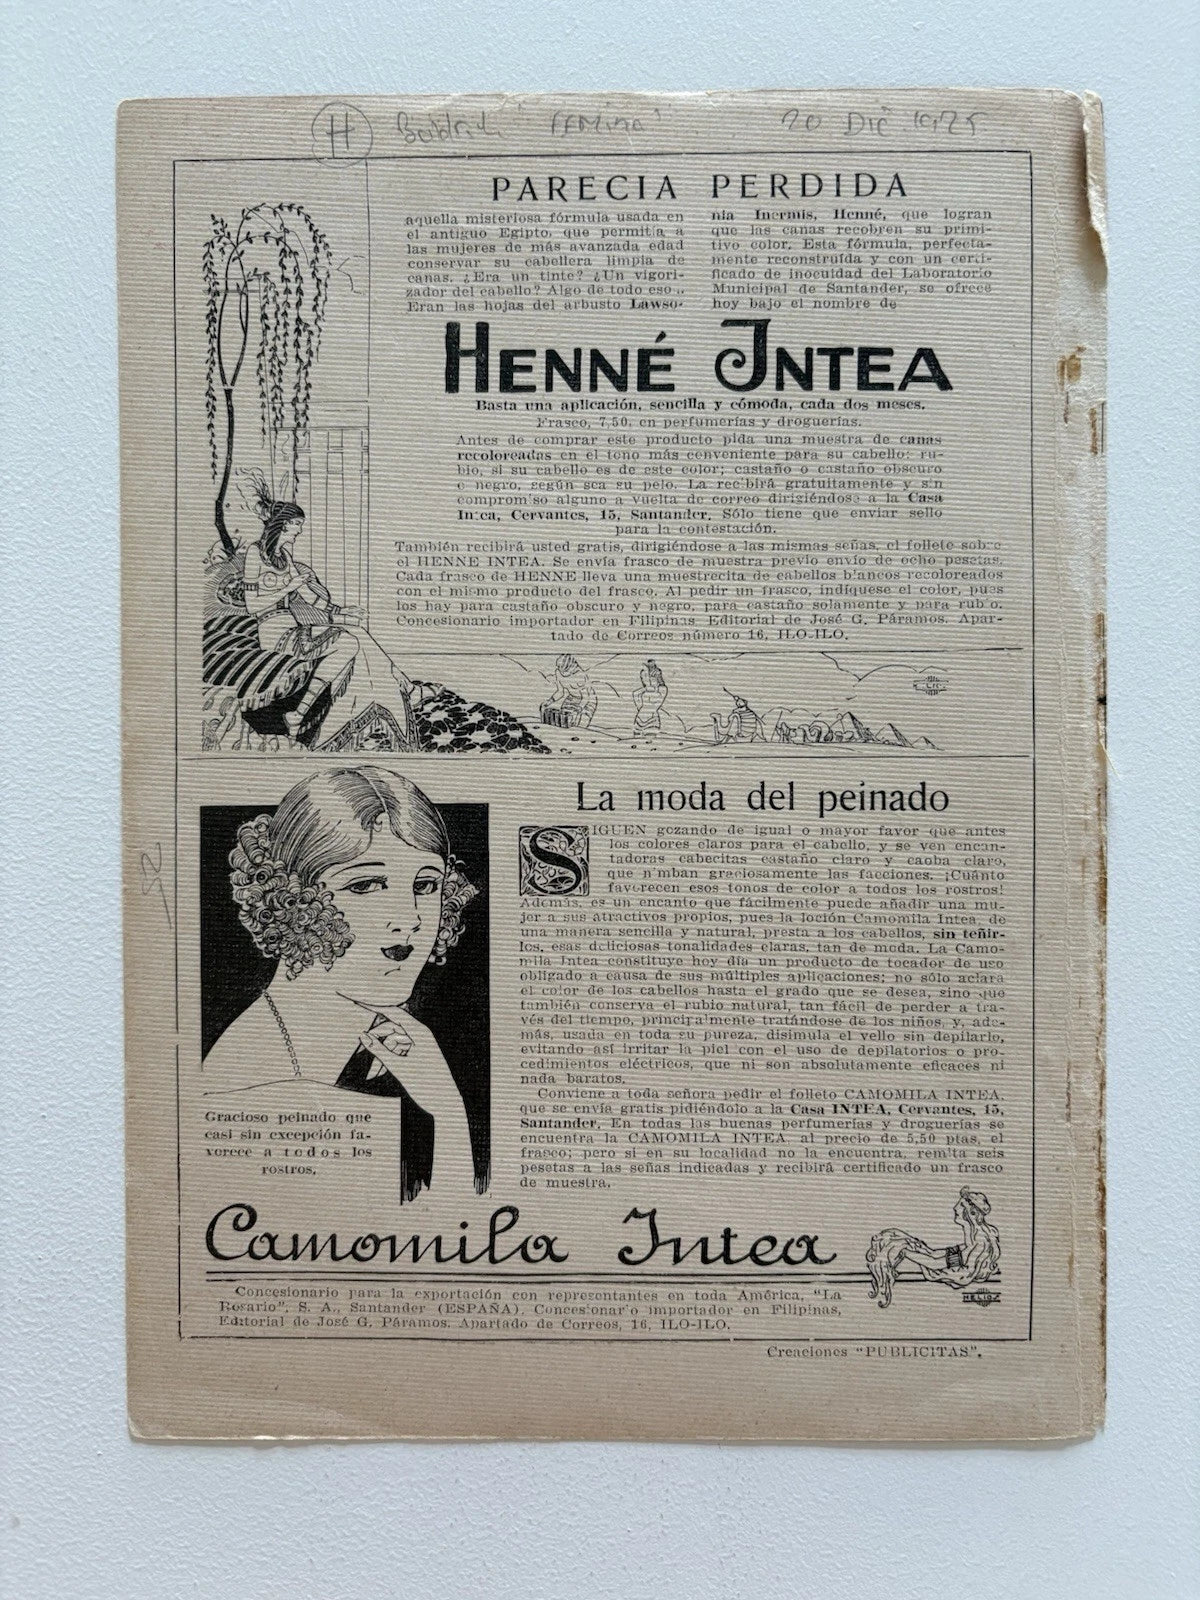 H
20 Dic 1925
PARECIA PERDIDA
aquella misteriosa fórmula usada en
el antiguo Egipto, que permitía a
las mujeres de más avanzada edad
conservar su cabellera limpia de
canas. ¿Era un tinte? ¿Un vigori-
zador del cabello? Algo de todo eso..
Eran las hojas del arbusto Lawso-
nia Inermis, Henné, que logran
que las canas recobren su primi-
tivo color. Esta fórmula, perfecta-
mente reconstruída y con un certi-
ficado de inocuidad del Laboratorio
Municipal de Santander, se ofrece
hoy bajo el nombre de
HENNÉ INTEA
Basta una aplicación, sencilla y cómoda, cada dos meses.
Frasco, 7,50, en perfumerías y droguerías.
Antes de comprar este producto pida una muestra de canas
recoloreadas en el tono más conveniente para su cabello: ru-
bio, si su cabello es de este color; castaño o castaño obscuro
o negro, según sea su pelo. La recibirá gratuitamente y sin
compromiso alguno a vuelta de correo dirigiéndose a la Casa
Intea, Cervantes, 15, Santander. Sólo tiene que enviar sello
para la contestación.
También recibirá usted gratis, dirigiéndose a las mismas señas, el folleto sobre
el HENNE INTEA. Se envía frasco de muestra previo envío de ocho pesetas.
Cada frasco de HENNE lleva una muestrecita de cabellos blancos recoloreados
con el mismo producto del frasco. Al pedir un frasco, indíquese el color, pues
los hay para castaño obscuro y negro, para castaño solamente y para rubio.
Concesionario importador en Filipinas Editorial de José G. Páramos. Apar-
tado de Correos número 16, ILO-ILO.
La moda del peinado
SIGUEN gozando de igual o mayor favor que antes
los colores claros para el cabello, y se ven encan-
tadoras cabecitas castaño claro y caoba claro,
que nimban graciosamente las facciones. ¡Cuánto
favorecen esos tonos de color a todos los rostros!
Además, es un encanto que fácilmente puede añadir una mu-
jer a sus atractivos propios, pues la loción Camomila Intea, de
una manera sencilla y natural, presta a los cabellos, sin teñir-
los, esas deliciosas tonalidades claras, tan de moda. La Camo-
mila Intea constituye hoy día un producto de tocador de uso
obligado a causa de sus múltiples aplicaciones; no sólo aclara
el color de los cabellos hasta el grado que se desea, sino que
también conserva el rubio natural, tan fácil de perder a tra-
vés del tiempo, principalmente tratándose de los niños, y, ade-
más, usada en toda su pureza, disimula el vello sin depilarlo,
evitando así irritar la piel con el uso de depilatorios o pro-
cedimientos eléctricos, que ni son absolutamente eficaces ni
nada baratos.
Conviene a toda señora pedir el folleto CAMOMILA INTEA,
que se envía gratis pidiéndolo a la Casa INTEA, Cervantes, 15,
Santander. En todas las buenas perfumerías y droguerías se
encuentra la CAMOMILA INTEA, al precio de 5,50 ptas. el
frasco; pero si en su localidad no la encuentra, remita seis
pesetas a las señas indicadas y recibirá certificado un frasco
de muestra.
Gracioso peinado que
casi sin excepción fa-
vorece a todos los
rostros.
Camomila Intea
HELIOS
Concesionario para la exportación con representantes en toda América, "La
Rosario", S. A., Santander (ESPAÑA). Concesionario importador en Filipinas,
Editorial de José G. Páramos. Apartado de Correos, 16, ILO-ILO.
Creaciones "PUBLICITAS".